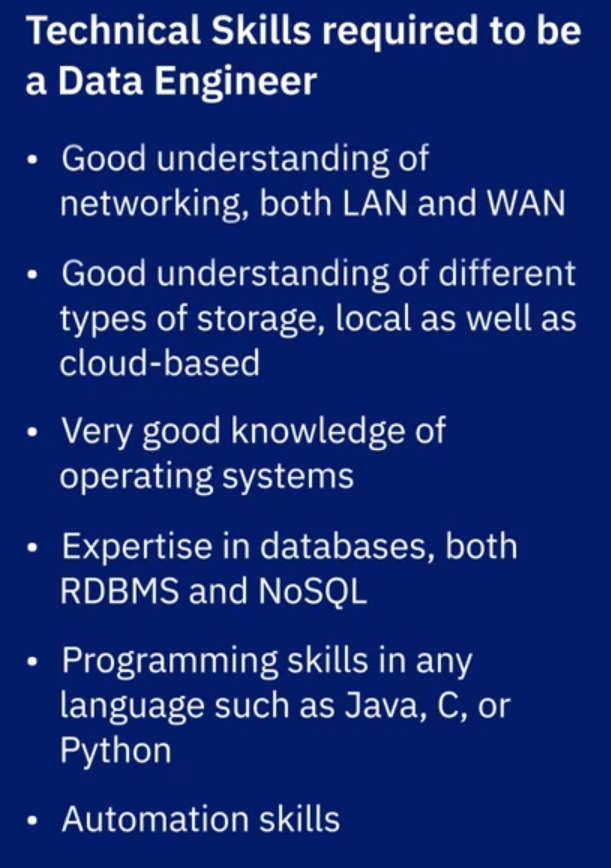 Technical Skills required to be
a Data Engineer
• Good understanding of
networking, both LAN and WAN
• Good understanding of different
types of storage, local as well as
cloud-based
• Very good knowledge of
operating systems
• Expertise in databases, both
RDBMS and NoSQL
• Programming skills in any
language such as Java, C, or
Python
• Automation skills